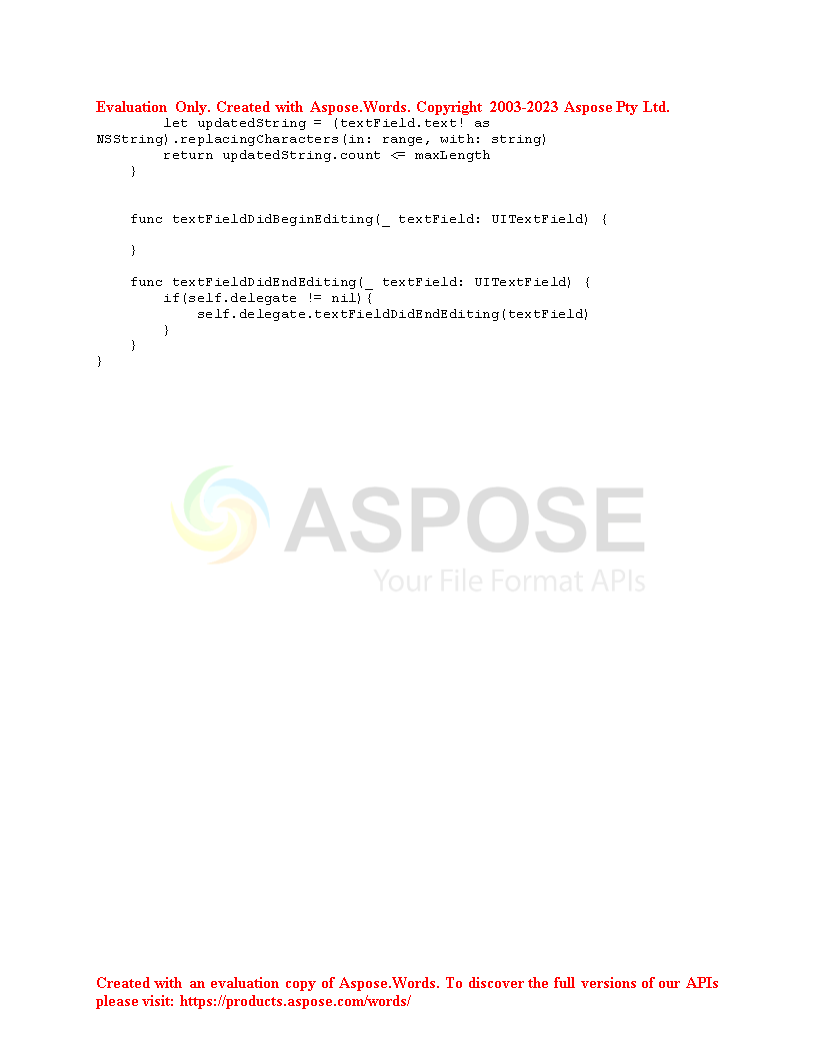 Evaluation Only. Created with Aspose.Words. Copyright 2003-2023 Aspose Pty Ltd.
        let updatedString = (textField.text! as
NSString).replacingCharacters(in: range, with: string)
        return updatedString.count <= maxLength
    }
    func textFieldDidBeginEditing(_ textField: UITextField) {
    }
    func textFieldDidEndEditing(_ textField: UITextField) {
        if(self.delegate != nil){
            self.delegate.textFieldDidEndEditing(textField)
        }
    }
}
ASPOSE
Your File Format APIs
Created with an evaluation copy of Aspose.Words. To discover the full versions of our APIs
please visit: https://products.aspose.com/words/